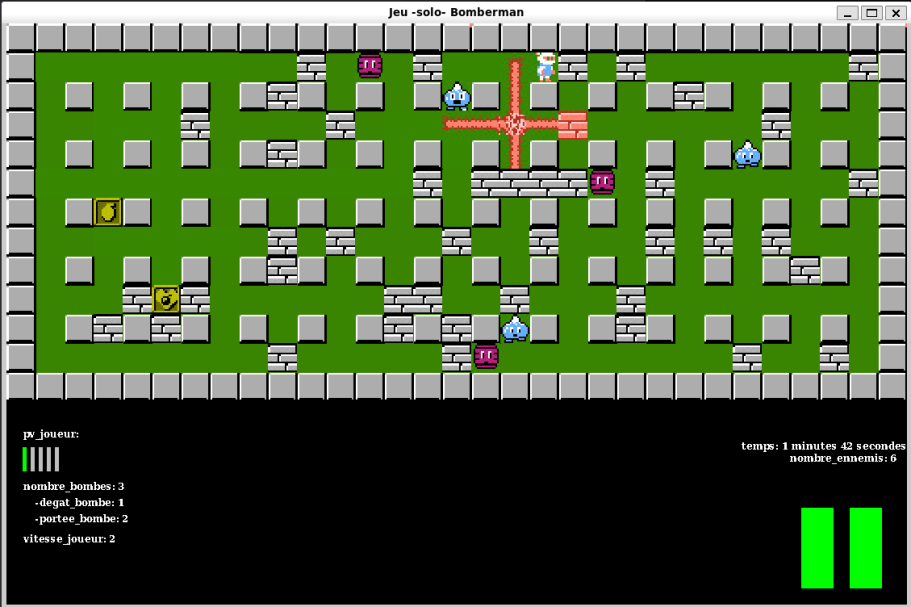 Jeu -solo- Bomberman
pv_joueur:
nombre_bombes: 3
-degat_bombe: 1
-portee_bombe: 2
vitesse_joueur: 2
temps: 1 minutes 42 secondes
nombre_ennemis: 6